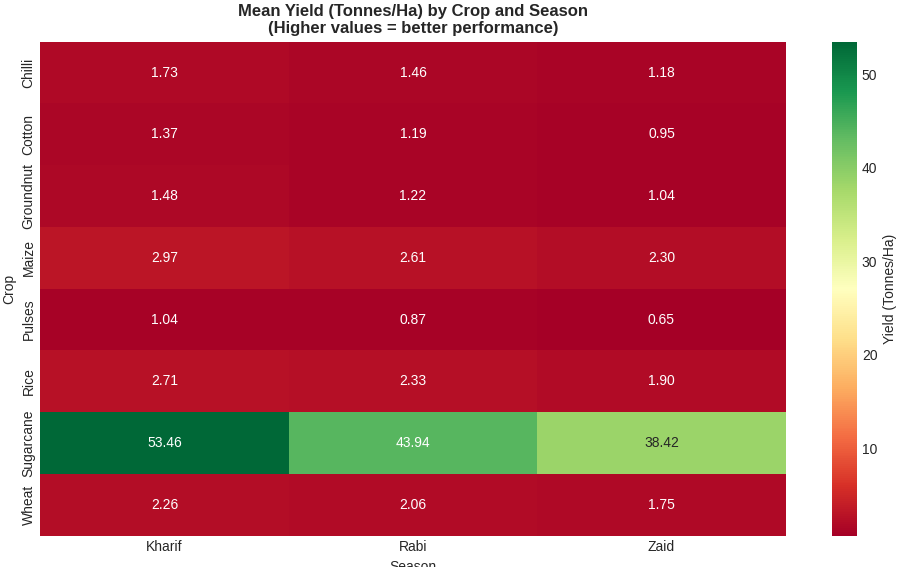 Mean Yield (Tonnes/Ha) by Crop and Season
(Higher values = better performance)
Crop
Chilli 1.73 1.46 1.18
Cotton 1.37 1.19 0.95
Groundnut 1.48 1.22 1.04
Maize 2.97 2.61 2.30
Pulses 1.04 0.87 0.65
Rice 2.71 2.33 1.90
Sugarcane 53.46 43.94 38.42
Wheat 2.26 2.06 1.75
Kharif Rabi Zaid
Season
50
40
30
20
10
Yield (Tonnes/Ha)